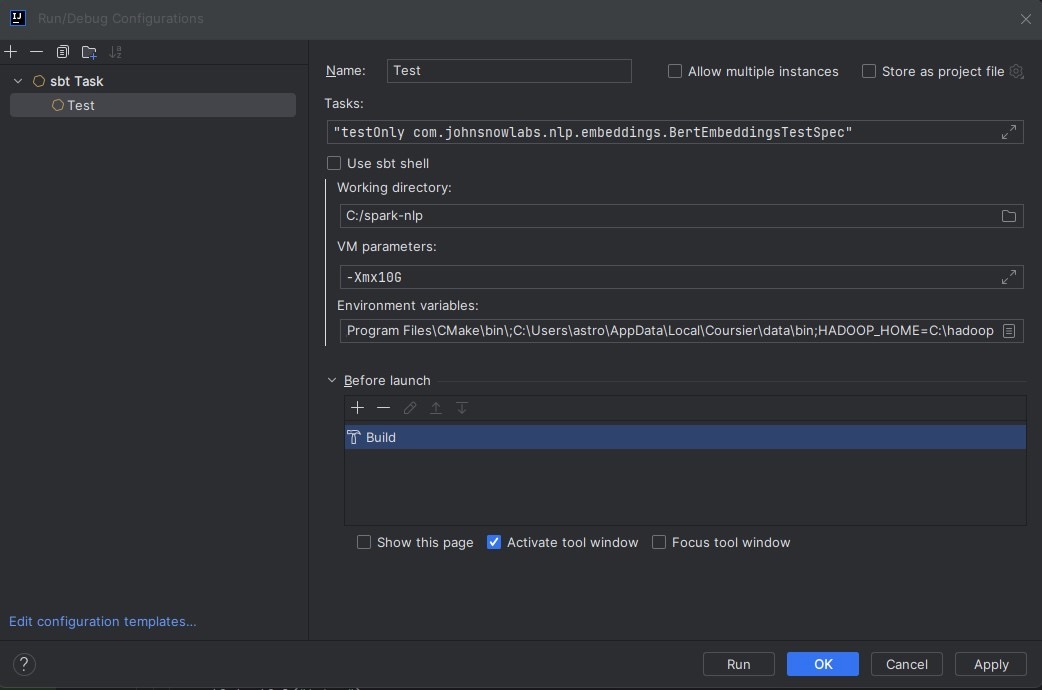 Run/Debug Configurations
sbt Task
Test
Name: Test
Allow multiple instances
Store as project file
Tasks:
"testOnly com.johnsnowlabs.nlp.embeddings.BertEmbeddingsTestSpec"
Use sbt shell
Working directory:
C:/spark-nlp
VM parameters:
-Xmx10G
Environment variables:
Program Files\CMake\bin\;C:\Users\astro\AppData\Local\Coursier\data\bin;HADOOP_HOME=C:\hadoop
Before launch
Build
Show this page
Activate tool window
Focus tool window
Edit configuration templates...
?
Run
OK
Cancel
Apply